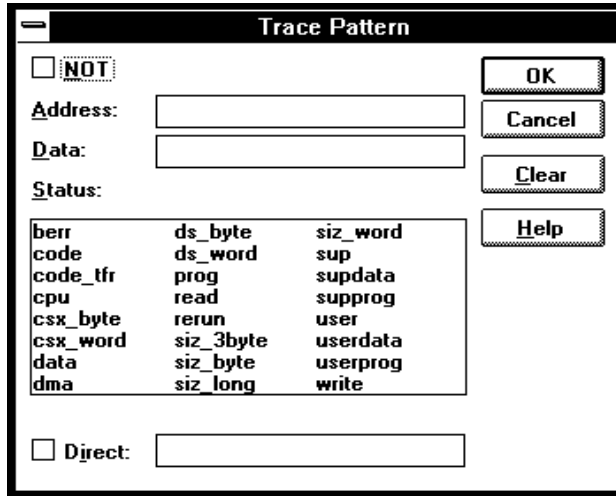 Trace Pattern
NOT
OK
Address:
Cancel
Data:
Clear
Status:
Help
berr ds_byte siz_word
code ds_word sup
code_tfr prog supdata
cpu read supprog
csx_byte rerun user
csx_word siz_3byte userdata
data siz_byte userprog
dma siz_long write
Direct: